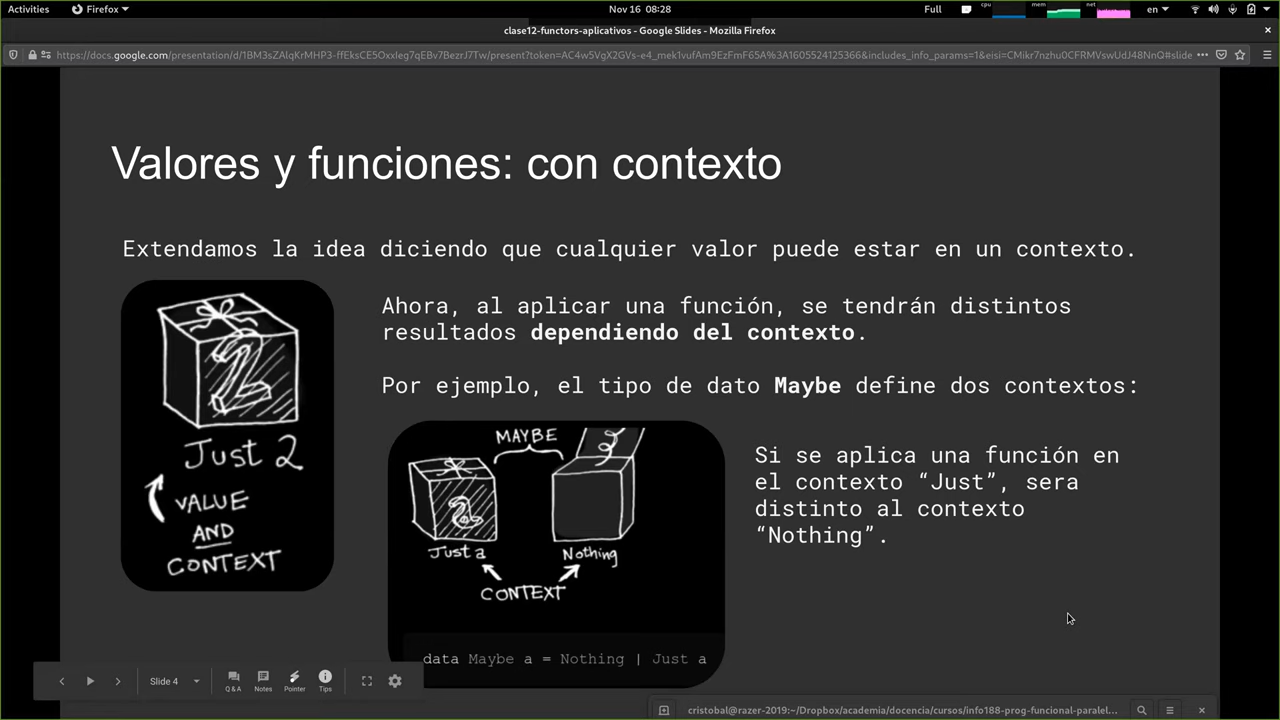 Activities
Firefox
Nov 16 08:28
Full
cpu
mem
net
en
clase12-functors-aplicativos - Google Slides - Mozilla Firefox
Valores y funciones: con contexto
Extendamos la idea diciendo que cualquier valor puede estar en un contexto.
Ahora, al aplicar una función, se tendrán distintos
resultados dependiendo del contexto.
Por ejemplo, el tipo de dato Maybe define dos contextos:
2
Just 2
VALUE
AND
CONTEXT
MAYBE
2
Just a
Nothing
CONTEXT
data Maybe a = Nothing | Just a
Si se aplica una función en
el contexto “Just”, sera
distinto al contexto
“Nothing”.
Slide 4
Q & A
Notes
Pointer
Tips
cristobal@razer-2019:~/Dropbox/academia/docencia/cursos/info188-prog-funcional-paralel...